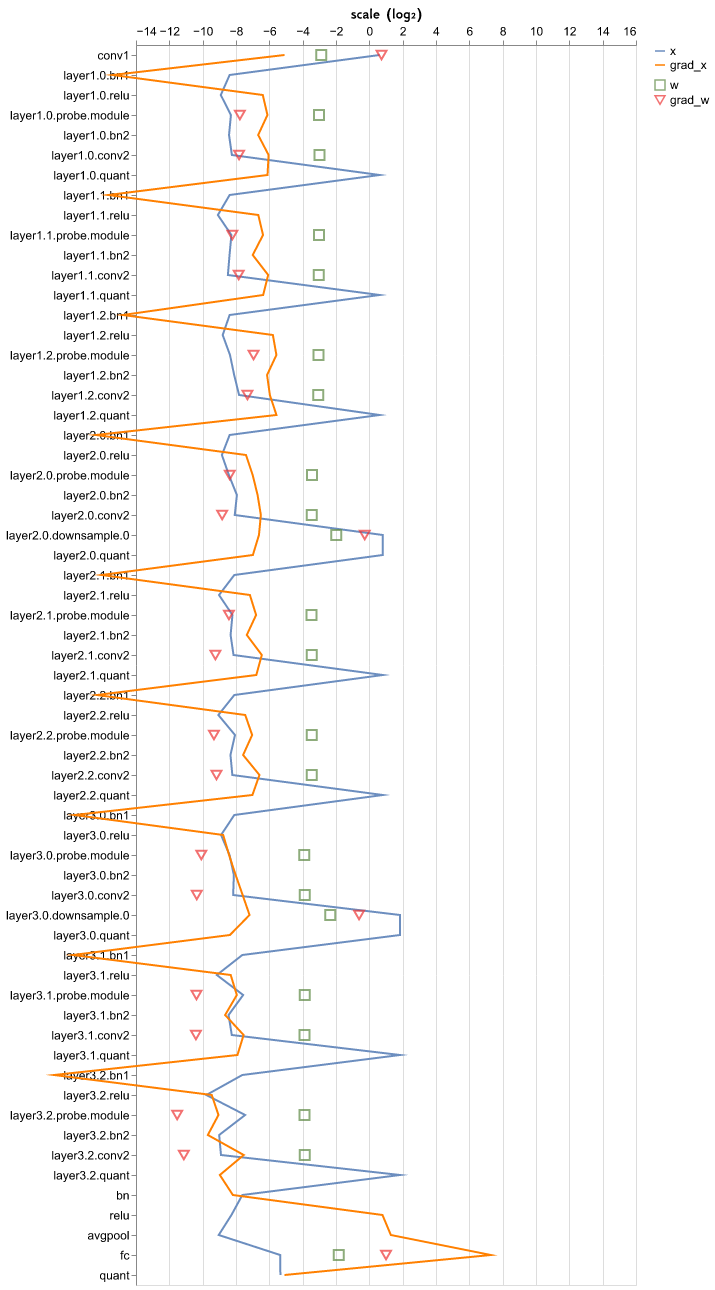 scale (log₂)
−14 −12 −10 −8 −6 −4 −2 0 2 4 6 8 10 12 14 16
x
grad_x
w
grad_w
conv1
layer1.0.bn1
layer1.0.relu
layer1.0.probe.module
layer1.0.bn2
layer1.0.conv2
layer1.0.quant
layer1.1.bn1
layer1.1.relu
layer1.1.probe.module
layer1.1.bn2
layer1.1.conv2
layer1.1.quant
layer1.2.bn1
layer1.2.relu
layer1.2.probe.module
layer1.2.bn2
layer1.2.conv2
layer1.2.quant
layer2.0.bn1
layer2.0.relu
layer2.0.probe.module
layer2.0.bn2
layer2.0.conv2
layer2.0.downsample.0
layer2.0.quant
layer2.1.bn1
layer2.1.relu
layer2.1.probe.module
layer2.1.bn2
layer2.1.conv2
layer2.1.quant
layer2.2.bn1
layer2.2.relu
layer2.2.probe.module
layer2.2.bn2
layer2.2.conv2
layer2.2.quant
layer3.0.bn1
layer3.0.relu
layer3.0.probe.module
layer3.0.bn2
layer3.0.conv2
layer3.0.downsample.0
layer3.0.quant
layer3.1.bn1
layer3.1.relu
layer3.1.probe.module
layer3.1.bn2
layer3.1.conv2
layer3.1.quant
layer3.2.bn1
layer3.2.relu
layer3.2.probe.module
layer3.2.bn2
layer3.2.conv2
layer3.2.quant
bn
relu
avgpool
fc
quant